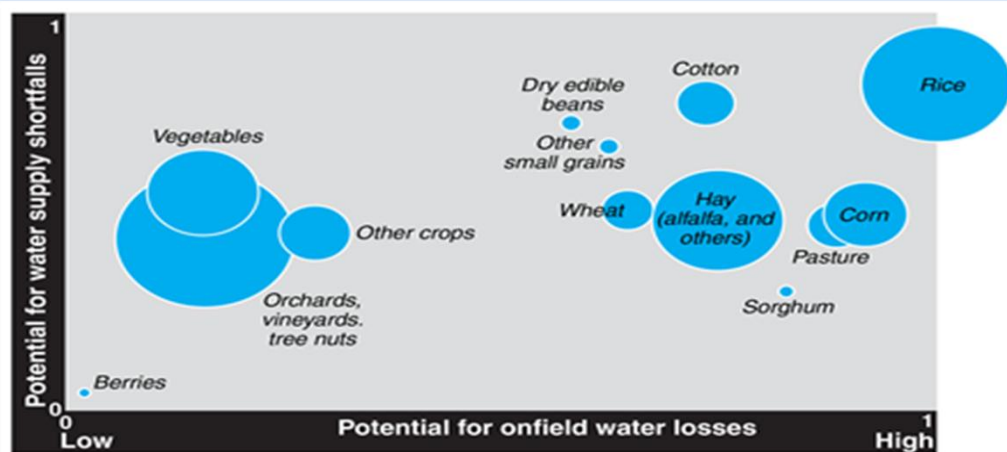 1
Potential for water supply shortfalls
Rice
Cotton
Dry edible
beans
Other
small grains
Vegetables
Wheat
Hay
(alfalfa, and
others)
Corn
Other crops
Pasture
Orchards,
vineyards.
tree nuts
Sorghum
Berries
0
0
1
Low
Potential for onfield water losses
High